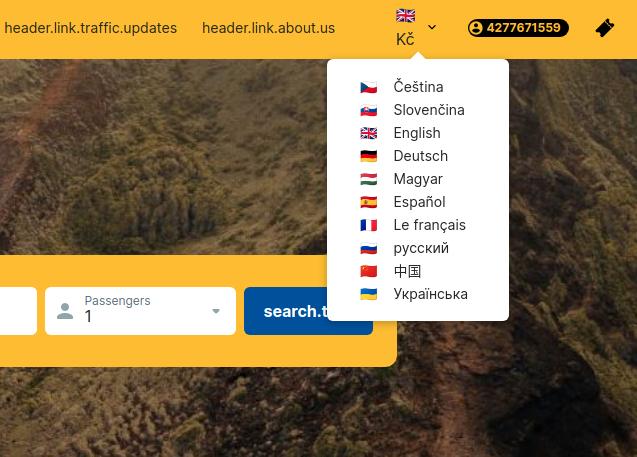 header.link.traffic.updates
header.link.about.us
Kč
4277671559
Čeština
Slovenčina
English
Deutsch
Magyar
Español
Le français
русский
中国
Українська
Passengers
1
search.t